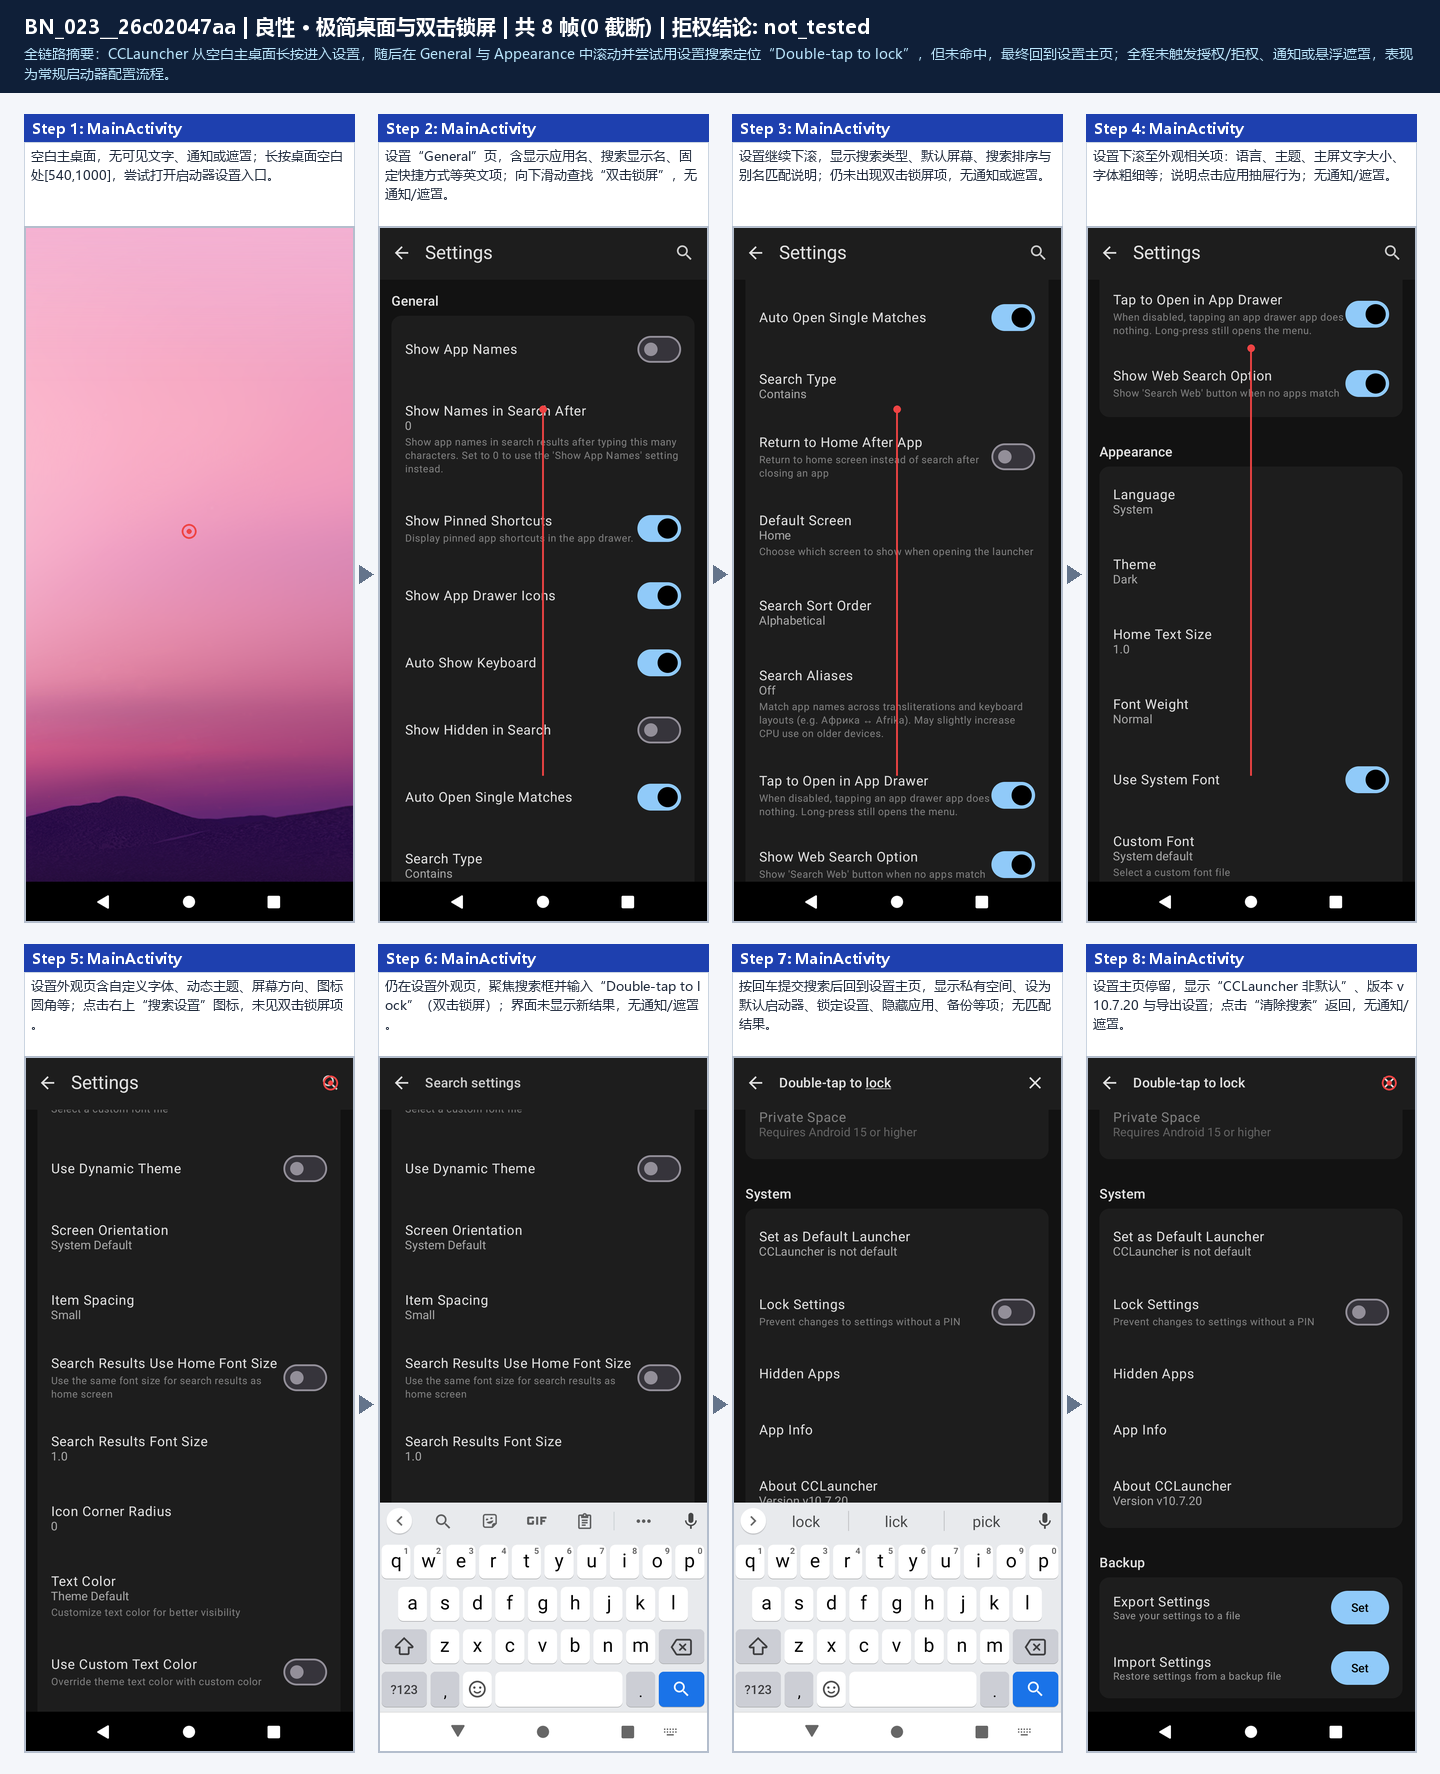 BN_023__26c02047aa | 良性 • 极简桌面与双击锁屏 | 共 8 帧(0 截断) | 拒权结论: not_tested
全链路摘要：CCLauncher 从空白主桌面长按进入设置，随后在 General 与 Appearance 中滚动并尝试用设置搜索定位“Double-tap to lock”，但未命中，最终回到设置主页；全程未触发授权/拒权、通知或悬浮遮罩，表现
为常规启动器配置流程。
Step 1: MainActivity
空白主桌面，无可见文字、通知或遮罩；长按桌面空白
处[540,1000]，尝试打开启动器设置入口。
Step 2: MainActivity
设置“General”页，含显示应用名、搜索显示名、固
定快捷方式等英文项；向下滑动查找“双击锁屏”，无
通知/遮罩。
Settings
General
Show App Names
Show Names in Search After
0
Show app names in search results after typing this many
characters. Set to 0 to use the 'Show App Names' setting
instead.
Show Pinned Shortcuts
Display pinned app shortcuts in the app drawer.
Show App Drawer Icons
Auto Show Keyboard
Show Hidden in Search
Auto Open Single Matches
Search Type
Contains
Step 3: MainActivity
设置继续下滚，显示搜索类型、默认屏幕、搜索排序与
别名匹配说明；仍未出现双击锁屏项，无通知或遮罩。
Settings
Auto Open Single Matches
Search Type
Contains
Return to Home After App
Return to home screen instead of search after
closing an app
Default Screen
Home
Choose which screen to show when opening the launcher
Search Sort Order
Alphabetical
Search Aliases
Off
Match app names across transliterations and keyboard
layouts (e.g. Африка ↔ Afrika). May slightly increase
CPU use on older devices.
Tap to Open in App Drawer
When disabled, tapping an app drawer app does
nothing. Long-press still opens the menu.
Show Web Search Option
Show 'Search Web' button when no apps match
Step 4: MainActivity
设置下滚至外观相关项：语言、主题、主屏文字大小、
字体粗细等；说明点击应用抽屉行为；无通知/遮罩。
Settings
Tap to Open in App Drawer
When disabled, tapping an app drawer app does
nothing. Long-press still opens the menu.
Show Web Search Option
Show 'Search Web' button when no apps match
Appearance
Language
System
Theme
Dark
Home Text Size
1.0
Font Weight
Normal
Use System Font
Custom Font
System default
Select a custom font file
Step 5: MainActivity
设置外观页含自定义字体、动态主题、屏幕方向、图标
圆角等；点击右上“搜索设置”图标，未见双击锁屏项
。
Settings
Select a custom font file
Use Dynamic Theme
Screen Orientation
System Default
Item Spacing
Small
Search Results Use Home Font Size
Use the same font size for search results as
home screen
Search Results Font Size
1.0
Icon Corner Radius
0
Text Color
Theme Default
Customize text color for better visibility
Use Custom Text Color
Override theme text color with custom color
Step 6: MainActivity
仍在设置外观页，聚焦搜索框并输入“Double-tap to l
ock”（双击锁屏）；界面未显示新结果，无通知/遮罩
。
Search settings
Select a custom font file
Use Dynamic Theme
Screen Orientation
System Default
Item Spacing
Small
Search Results Use Home Font Size
Use the same font size for search results as
home screen
Search Results Font Size
1.0
GIF
q1 w2 e3 r4 t5 y6 u7 i8 o9 p0
a s d f g h j k l
z x c v b n m
?123 , .
Step 7: MainActivity
按回车提交搜索后回到设置主页，显示私有空间、设为
默认启动器、锁定设置、隐藏应用、备份等项；无匹配
结果。
Double-tap to lock
Private Space
Requires Android 15 or higher
System
Set as Default Launcher
CCLauncher is not default
Lock Settings
Prevent changes to settings without a PIN
Hidden Apps
App Info
About CCLauncher
Version v10.7.20
lock lick pick
q1 w2 e3 r4 t5 y6 u7 i8 o9 p0
a s d f g h j k l
z x c v b n m
?123 , .
Step 8: MainActivity
设置主页停留，显示“CCLauncher 非默认”、版本 v
10.7.20 与导出设置；点击“清除搜索”返回，无通知/
遮罩。
Double-tap to lock
Private Space
Requires Android 15 or higher
System
Set as Default Launcher
CCLauncher is not default
Lock Settings
Prevent changes to settings without a PIN
Hidden Apps
App Info
About CCLauncher
Version v10.7.20
Backup
Export Settings
Save your settings to a file
Set
Import Settings
Restore settings from a backup file
Set